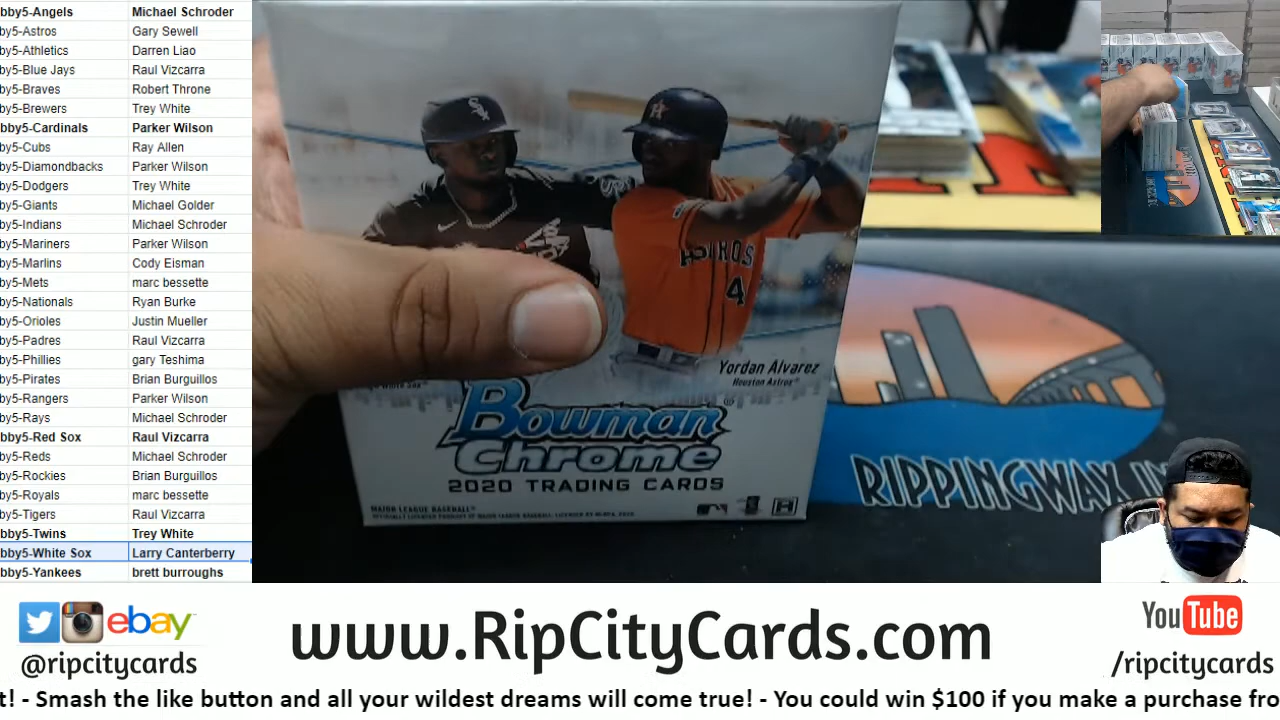 bby5-Angels Michael Schroder
by5-Astros Gary Sewell
by5-Athletics Darren Liao
by5-Blue Jays Raul Vizcarra
by5-Braves Robert Throne
by5-Brewers Trey White
bby5-Cardinals Parker Wilson
by5-Cubs Ray Allen
by5-Diamondbacks Parker Wilson
by5-Dodgers Trey White
by5-Giants Michael Golder
by5-Indians Michael Schroder
by5-Mariners Parker Wilson
by5-Marlins Cody Eisman
by5-Mets marc bessette
by5-Nationals Ryan Burke
by5-Orioles Justin Mueller
by5-Padres Raul Vizcarra
by5-Phillies gary Teshima
by5-Pirates Brian Burguillos
by5-Rangers Parker Wilson
by5-Rays Michael Schroder
bby5-Red Sox Raul Vizcarra
by5-Reds Michael Schroder
by5-Rockies Brian Burguillos
by5-Royals marc bessette
by5-Tigers Raul Vizcarra
bby5-Twins Trey White
bby5-White Sox Larry Canterberry
bby5-Yankees brett burroughs
ASTROS
4
Yordan Alvarez
Houston Astros
Bowman®
Chrome
2020 TRADING CARDS
MAJOR LEAGUE BASEBALL
RIPPINGWAX
ebay
@ripcitycards
www.RipCityCards.com
YouTube
/ripcitycards
t! - Smash the like button and all your wildest dreams will come true! - You could win $100 if you make a purchase fro